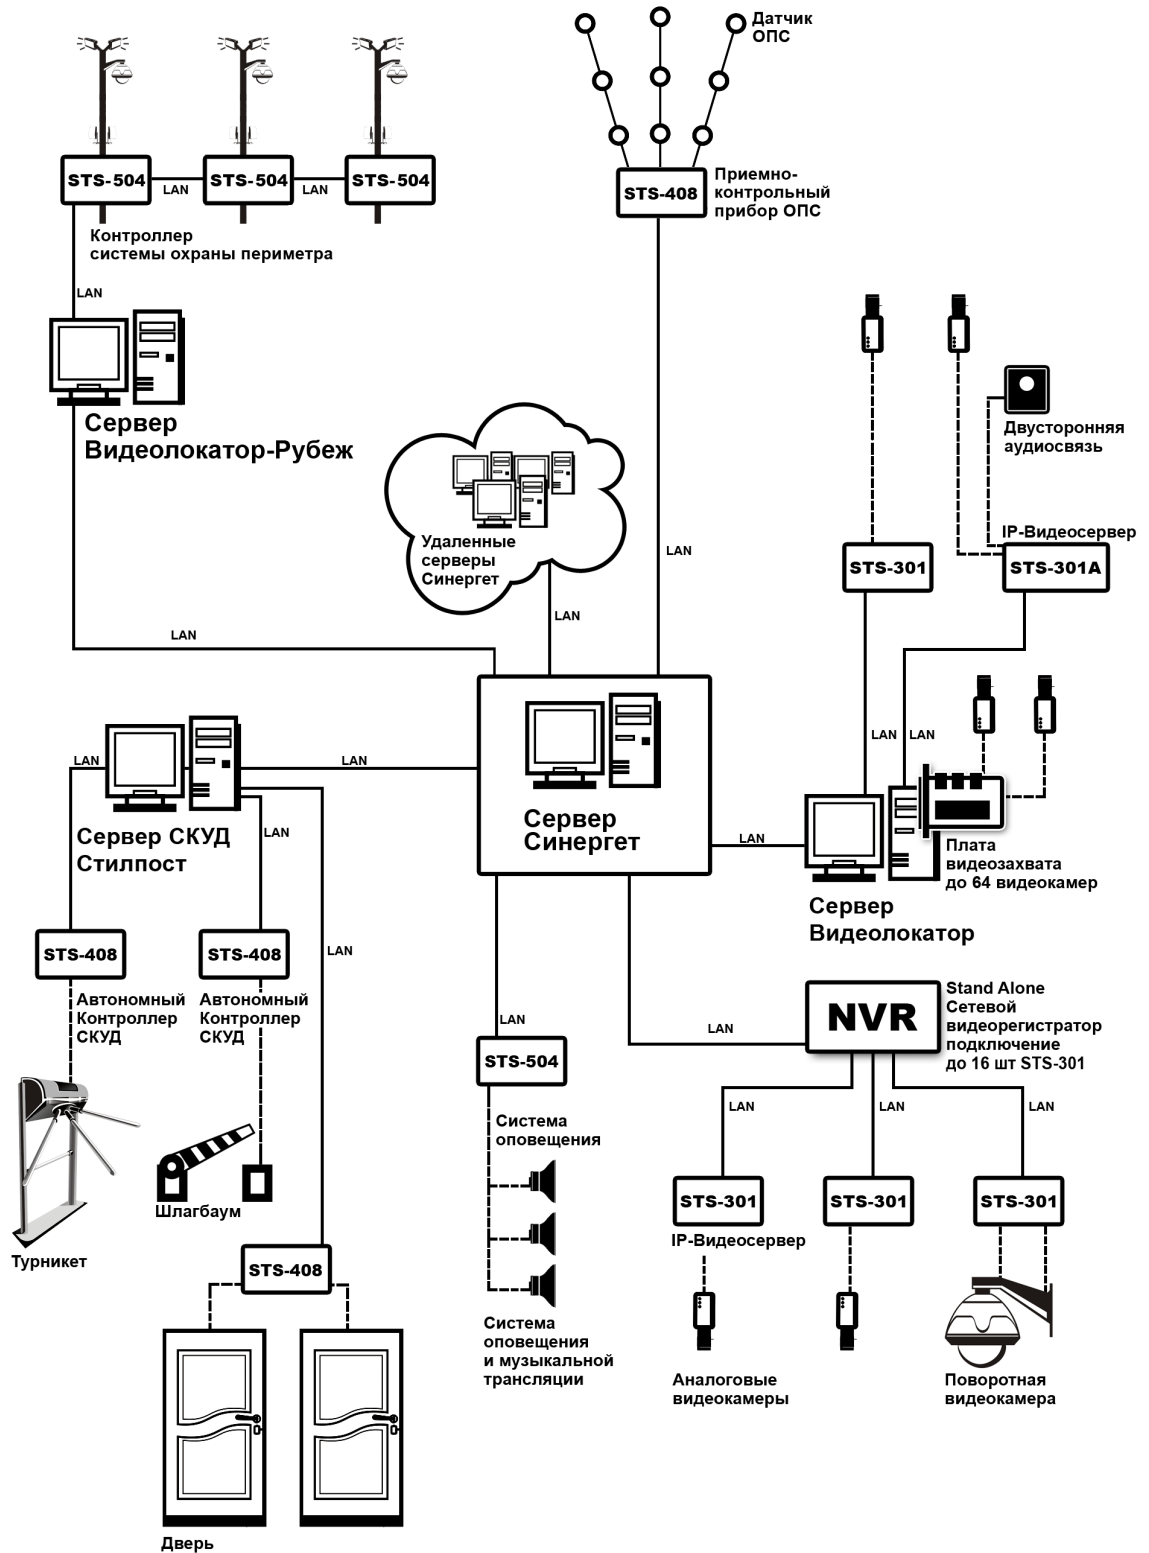 Датчик
ОПС
STS-504
LAN
STS-504
LAN
STS-504
STS-408
Приемно-
контрольный
прибор ОПС
Контроллер
системы охраны периметра
LAN
Сервер
Видеолокатор-Рубеж
Двусторонняя
аудиосвязь
Удаленные
серверы
Синергет
LAN
IP-Видеосервер
STS-301
STS-301A
LAN
LAN
LAN
LAN
LAN
LAN
Сервер СКУД
Стилпост
LAN
Сервер
Синергет
LAN
Плата
видеозахвата
до 64 видеокамер
Сервер
Видеолокатор
STS-408
STS-408
LAN
Автономный
Контроллер
СКУД
Автономный
Контроллер
СКУД
NVR
Stand Alone
Сетевой
видеорегистратор
подключение
до 16 шт STS-301
LAN
LAN
STS-504
LAN
LAN
LAN
Система
оповещения
STS-301
STS-301
STS-301
Шлагбаум
IP-Видеосервер
Турникет
STS-408
Система
оповещения
и музыкальной
трансляции
Аналоговые
видеокамеры
Поворотная
видеокамера
Дверь